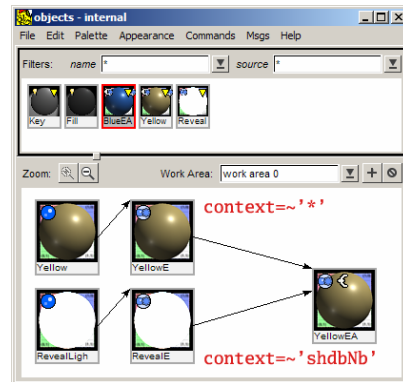 objects - internal
File Edit Palette Appearance Commands Msgs Help
Filters: name * source *
Key Fill BlueEA Yellow Reveal
Zoom: Work Area: work area 0
context=~'*'
Yellow YellowE
YellowEA
RevealLigh RevealE
context=~'shdbNb'